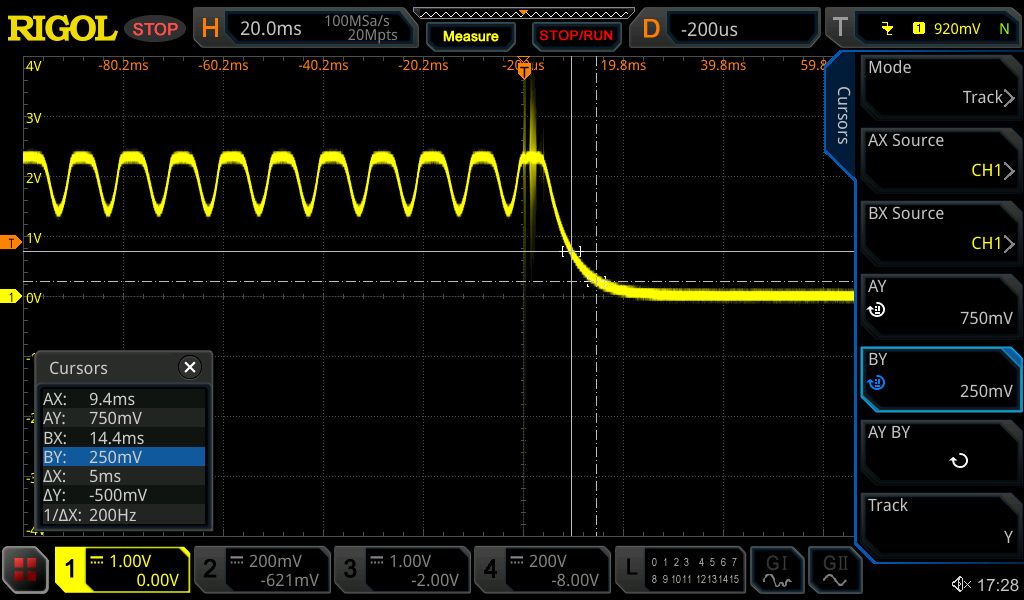 RIGOL STOP H 20.0ms 100MSa/s 20Mpts Measure STOP/RUN D -200us T 1 920mV N
4V -80.2ms -60.2ms -40.2ms -20.2ms -200us 19.8ms 39.8ms 59.8
T
3V
2V
1V
T
1 0V
Cursors
Mode
Track
AX Source
CH1
BX Source
CH1
AY
750mV
BY
250mV
AY BY
Track
Y
Cursors
AX: 9.4ms
AY: 750mV
BX: 14.4ms
BY: 250mV
ΔX: 5ms
ΔY: -500mV
1/ΔX: 200Hz
1 1.00V 0.00V
2 200mV -621mV
3 1.00V -2.00V
4 200V -8.00V
L 0 1 2 3 4 5 6 7
8 9 10 11 12 13 14 15
GI GII
17:28